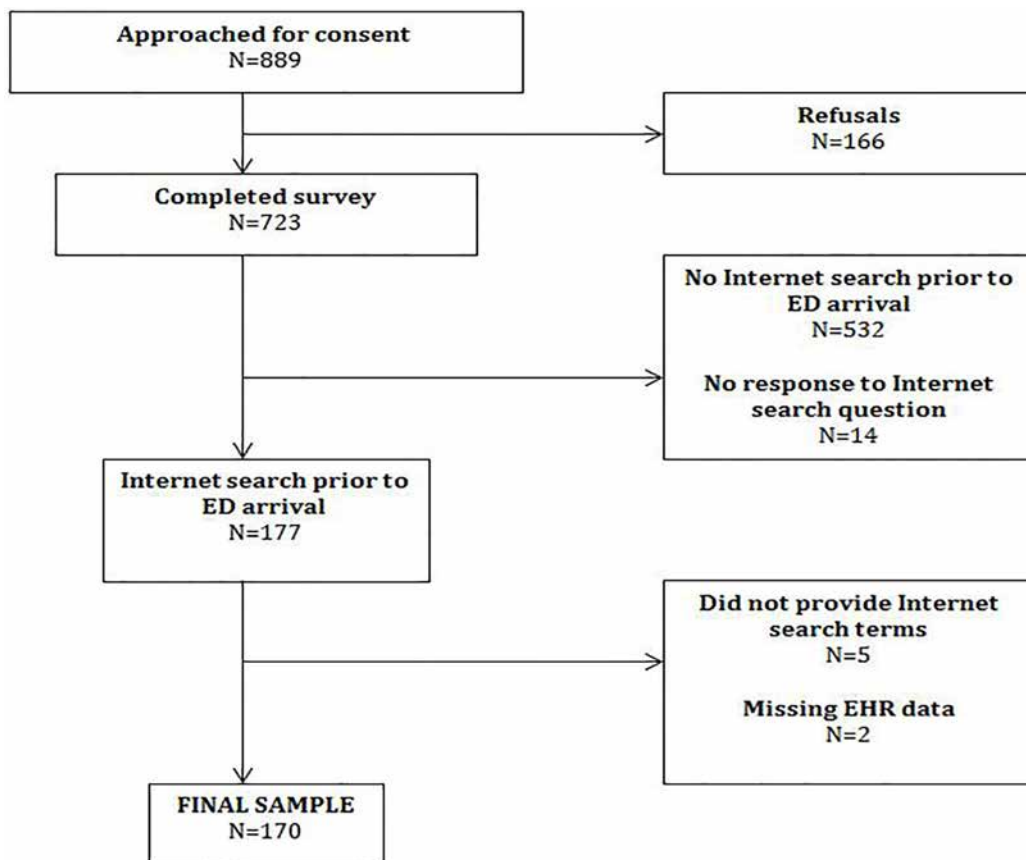 Approached for consent
N=889
Refusals
N=166
Completed survey
N=723
No Internet search prior to
ED arrival
N=532
No response to Internet
search question
N=14
Internet search prior to
ED arrival
N=177
Did not provide Internet
search terms
N=5
Missing EHR data
N=2
FINAL SAMPLE
N=170